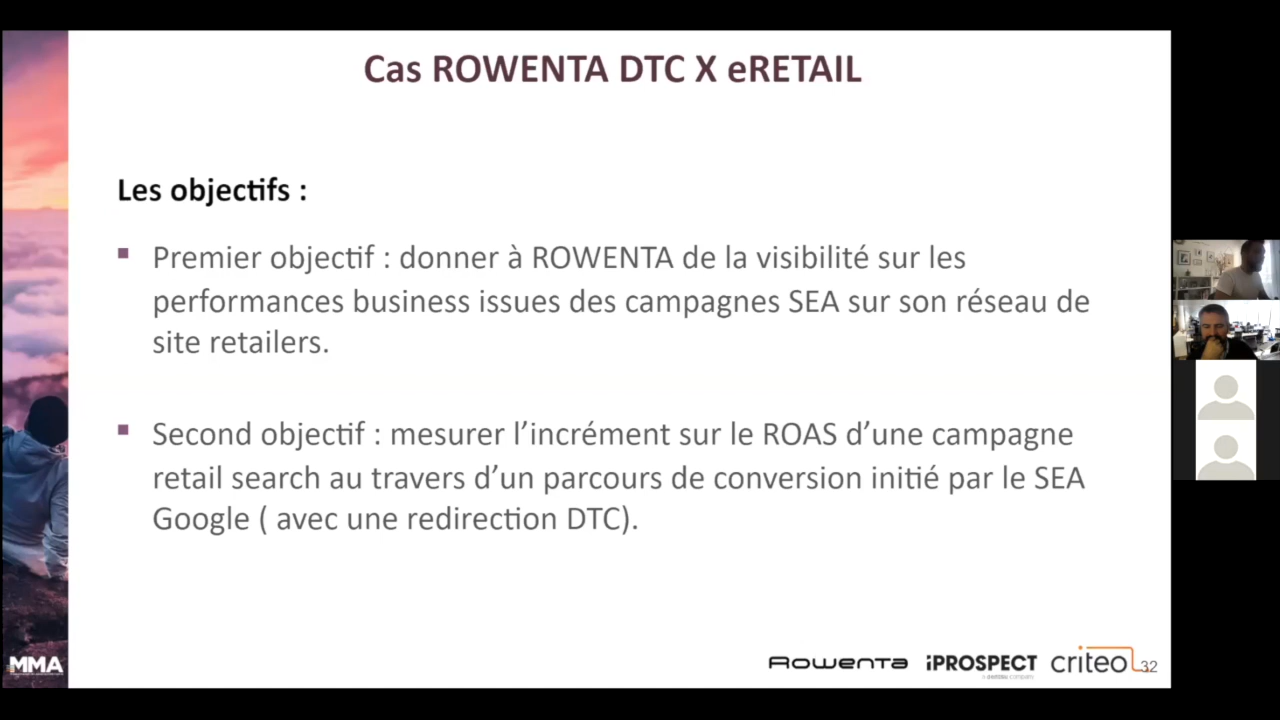 Cas ROWENTA DTC X eRETAIL
Les objectifs :
▪ Premier objectif : donner à ROWENTA de la visibilité sur les
performances business issues des campagnes SEA sur son réseau de
site retailers.
▪ Second objectif : mesurer l’incrément sur le ROAS d’une campagne
retail search au travers d’un parcours de conversion initié par le SEA
Google ( avec une redirection DTC).
MMA
Rowenta iPROSPECT criteo 32